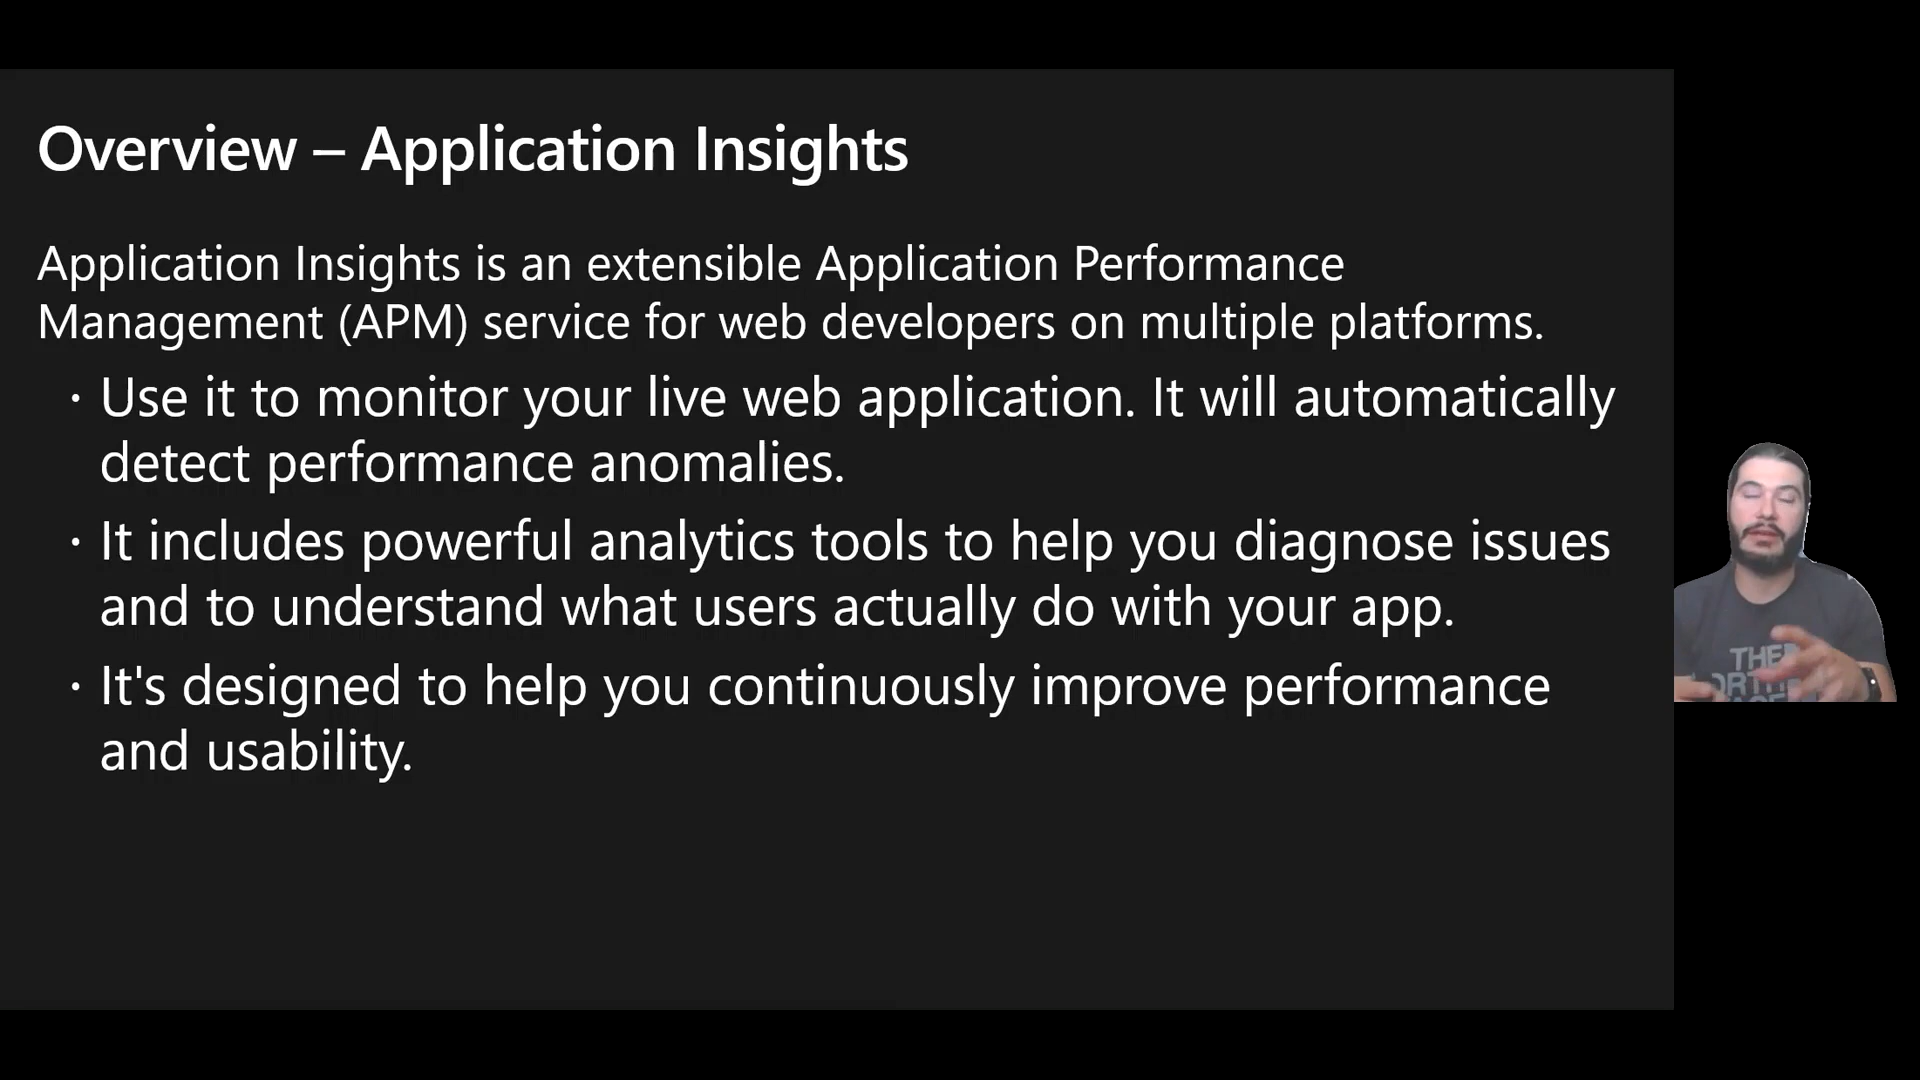 Overview – Application Insights
Application Insights is an extensible Application Performance
Management (APM) service for web developers on multiple platforms.
· Use it to monitor your live web application. It will automatically
detect performance anomalies.
· It includes powerful analytics tools to help you diagnose issues
and to understand what users actually do with your app.
· It's designed to help you continuously improve performance
and usability.
THE